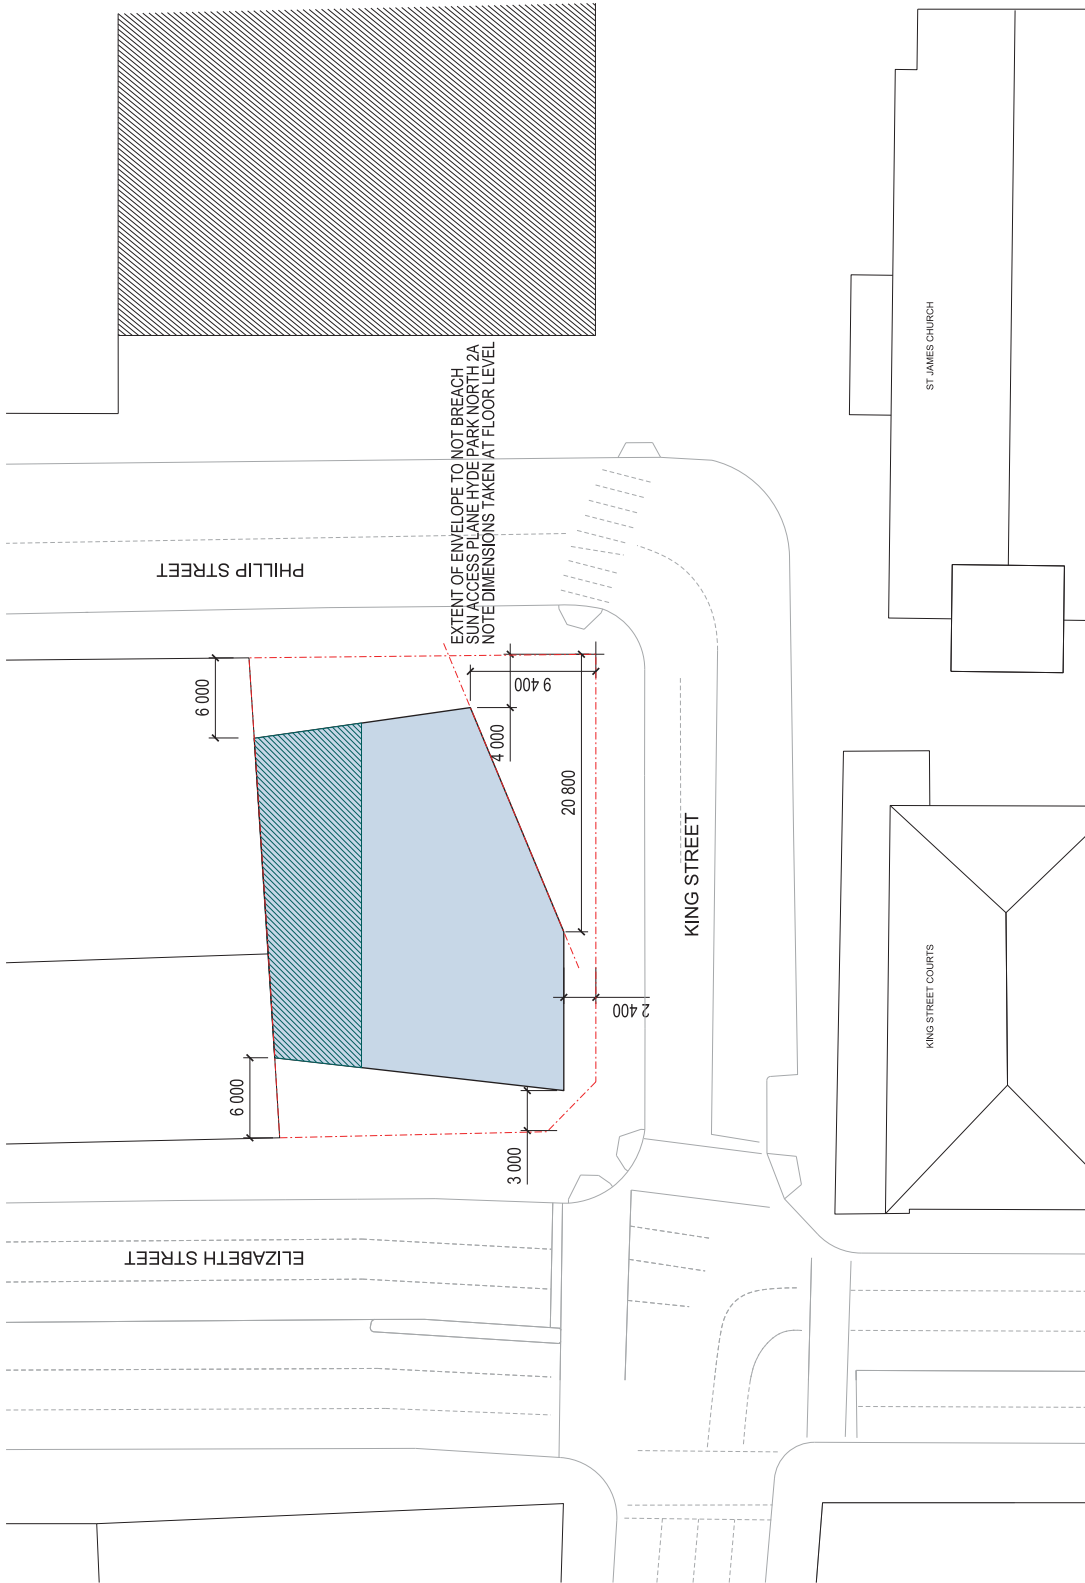 EXTENT OF ENVELOPE TO NOT BREACH
SUN ACCESS PLANE HYDE PARK NORTH 2A
NOTE DIMENSIONS TAKEN AT FLOOR LEVEL
PHILLIP STREET
6 000
9 400
4 000
20 800
2 400
6 000
3 000
KING STREET
ELIZABETH STREET
ST JAMES CHURCH
KING STREET COURTS